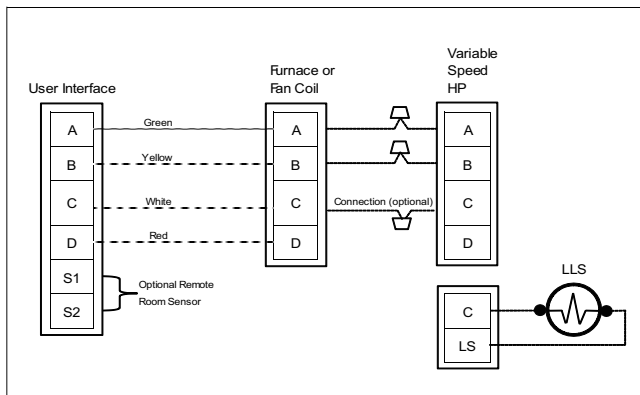 User Interface
Furnace or
Fan Coil
Variable
Speed
HP
A
Green
A
A
B
Yellow
B
B
C
White
C
Connection (optional)
C
D
Red
D
D
S1
S2
Optional Remote
Room Sensor
LLS
C
LS